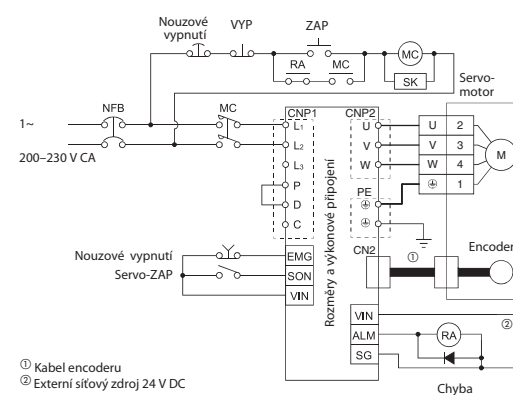 Nouzové vypnutí
VYP
ZAP
RA
MC
MC
SK
Servo-
motor
NFB
MC
CNP1
CNP2
1~
200–230 V CA
L1
L2
L3
P
D
C
U
V
W
PE
U 2
V 3
W 4
1
M
Rozměry a výkonové připojení
CN2
①
Encoder
Nouzové vypnutí
Servo-ZAP
EMG
SON
VIN
VIN
ALM
SG
RA
②
Chyba
① Kabel encoderu
② Externí síťový zdroj 24 V DC